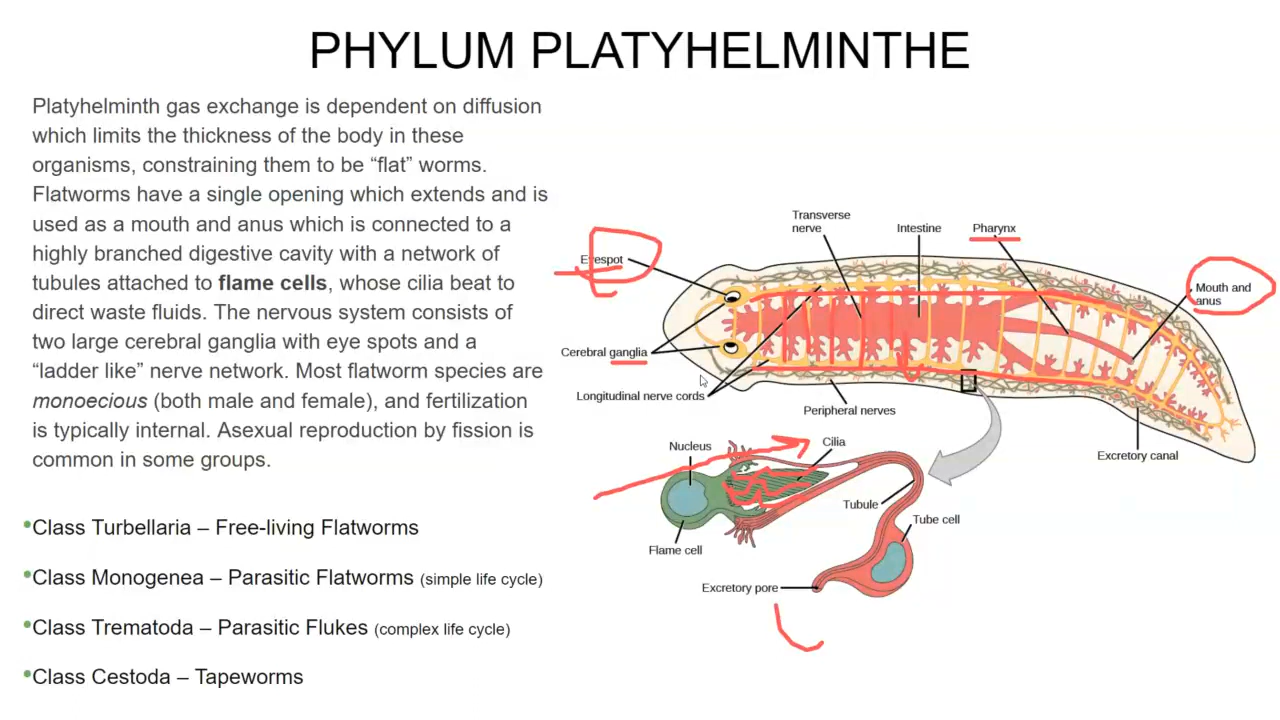 PHYLUM PLATYHELMINTHE
Platyhelminth gas exchange is dependent on diffusion
which limits the thickness of the body in these
organisms, constraining them to be “flat” worms.
Flatworms have a single opening which extends and is
used as a mouth and anus which is connected to a
highly branched digestive cavity with a network of
tubules attached to flame cells, whose cilia beat to
direct waste fluids. The nervous system consists of
two large cerebral ganglia with eye spots and a
“ladder like” nerve network. Most flatworm species are
monoecious (both male and female), and fertilization
is typically internal. Asexual reproduction by fission is
common in some groups.
•Class Turbellaria – Free-living Flatworms
•Class Monogenea – Parasitic Flatworms (simple life cycle)
•Class Trematoda – Parasitic Flukes (complex life cycle)
•Class Cestoda – Tapeworms
Transverse
nerve
Intestine
Pharynx
Eyespot
Mouth and
anus
Cerebral ganglia
Longitudinal nerve cords
Peripheral nerves
Excretory canal
Nucleus
Cilia
Tubule
Tube cell
Flame cell
Excretory pore